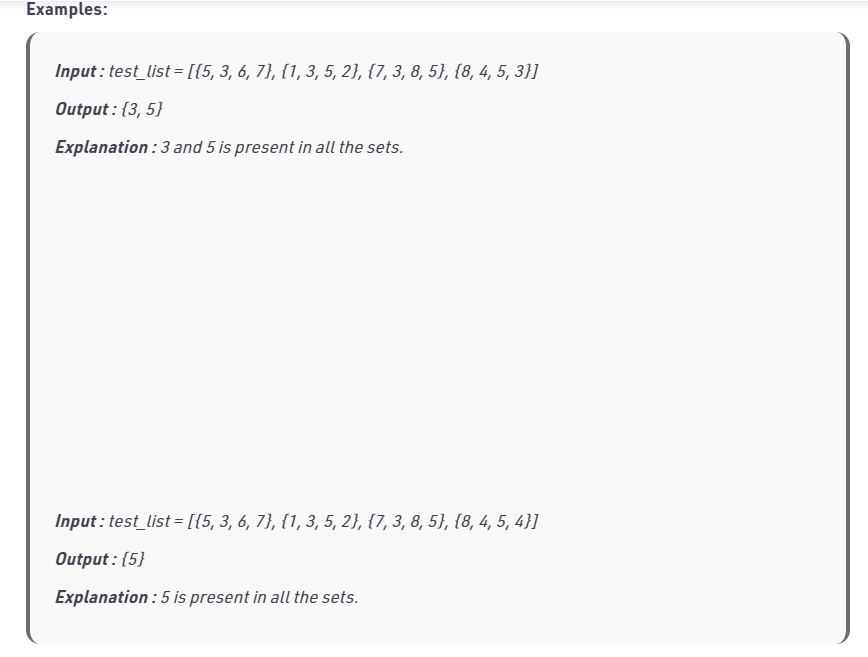 Examples:
Input : test_list = [{5, 3, 6, 7}, {1, 3, 5, 2}, {7, 3, 8, 5}, {8, 4, 5, 3}]
Output : {3, 5}
Explanation : 3 and 5 is present in all the sets.
Input : test_list = [{5, 3, 6, 7}, {1, 3, 5, 2}, {7, 3, 8, 5}, {8, 4, 5, 4}]
Output : {5}
Explanation : 5 is present in all the sets.